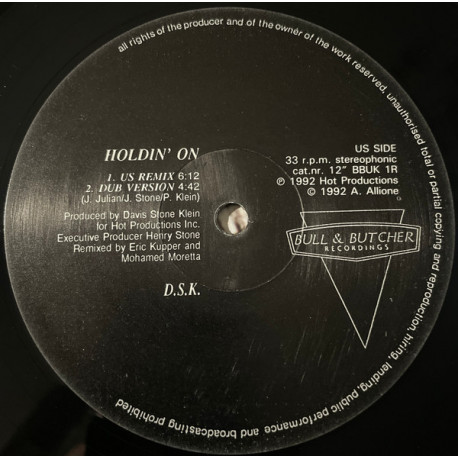 all rights of the producer and of the owner of the work reserved, unauthorised total or partial copying and reproduction, hiring, lending, public performance and broadcasting prohibited
HOLDIN' ON
1. US REMIX 6:12
2. DUB VERSION 4:42
(J. Julian/J. Stone/P. Klein)
Produced by Davis Stone Klein
for Hot Productions Inc.
Executive Producer Henry Stone
Remixed by Eric Kupper and
Mohamed Moretta
D.S.K.
US SIDE
33 r.p.m. stereophonic
cat.nr. 12" BBUK 1R
℗ 1992 Hot Productions
© 1992 A. Allione
BULL & BUTCHER
RECORDINGS